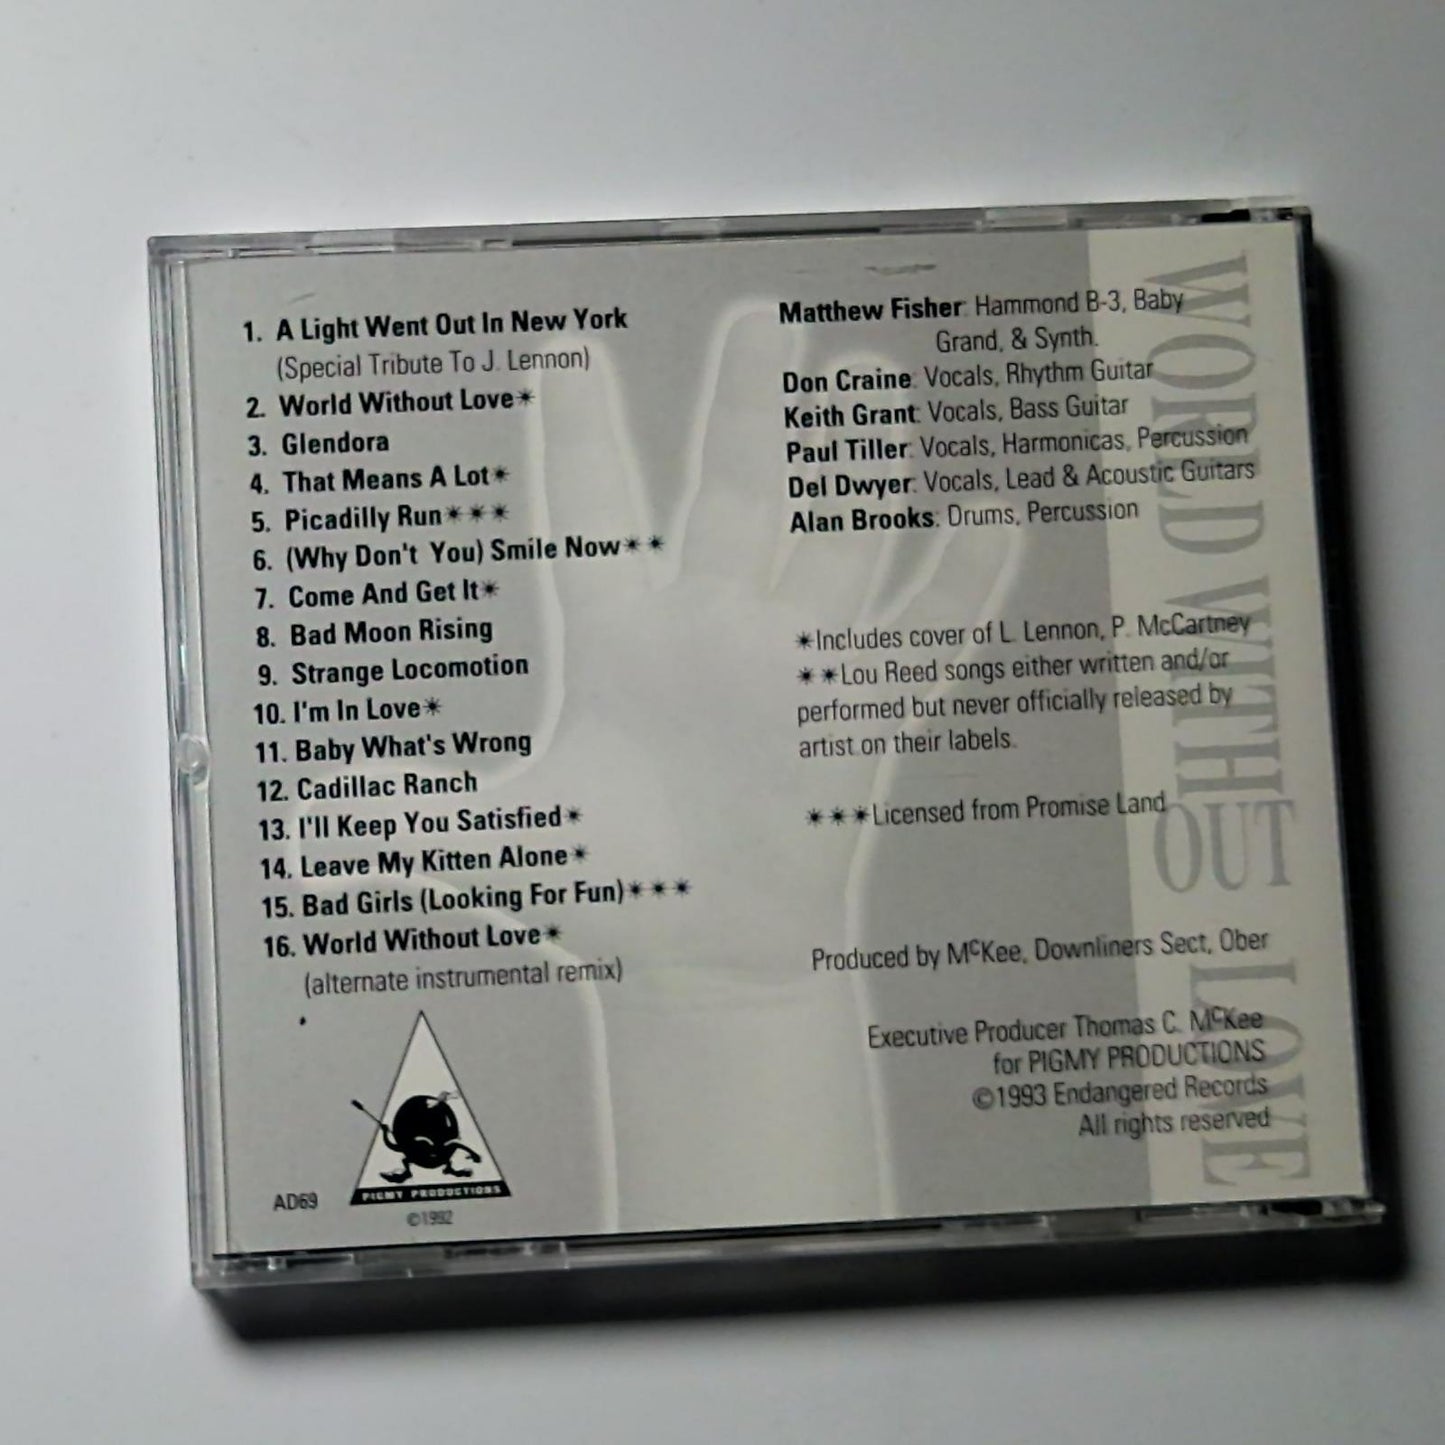 1. A Light Went Out In New York
(Special Tribute To J. Lennon)
2. World Without Love✴
3. Glendora
4. That Means A Lot✴
5. Picadilly Run✴✴✴
6. (Why Don't You) Smile Now✴✴
7. Come And Get It✴
8. Bad Moon Rising
9. Strange Locomotion
10. I'm In Love✴
11. Baby What's Wrong
12. Cadillac Ranch
13. I'll Keep You Satisfied✴
14. Leave My Kitten Alone✴
15. Bad Girls (Looking For Fun)✴✴✴
16. World Without Love✴
(alternate instrumental remix)
AD69
PIGMY PRODUCTIONS
©1992
Matthew Fisher: Hammond B-3, Baby
Grand, & Synth.
Don Craine: Vocals, Rhythm Guitar
Keith Grant: Vocals, Bass Guitar
Paul Tiller: Vocals, Harmonicas, Percussion
Del Dwyer: Vocals, Lead & Acoustic Guitars
Alan Brooks: Drums, Percussion
✴Includes cover of L. Lennon, P. McCartney
✴✴Lou Reed songs either written and/or
performed but never officially released by
artist on their labels.
✴✴✴Licensed from Promise Land
Produced by McKee, Downliners Sect, Ober
Executive Producer Thomas C. McKee
for PIGMY PRODUCTIONS
©1993 Endangered Records
All rights reserved
WORLD WITHOUT LOVE